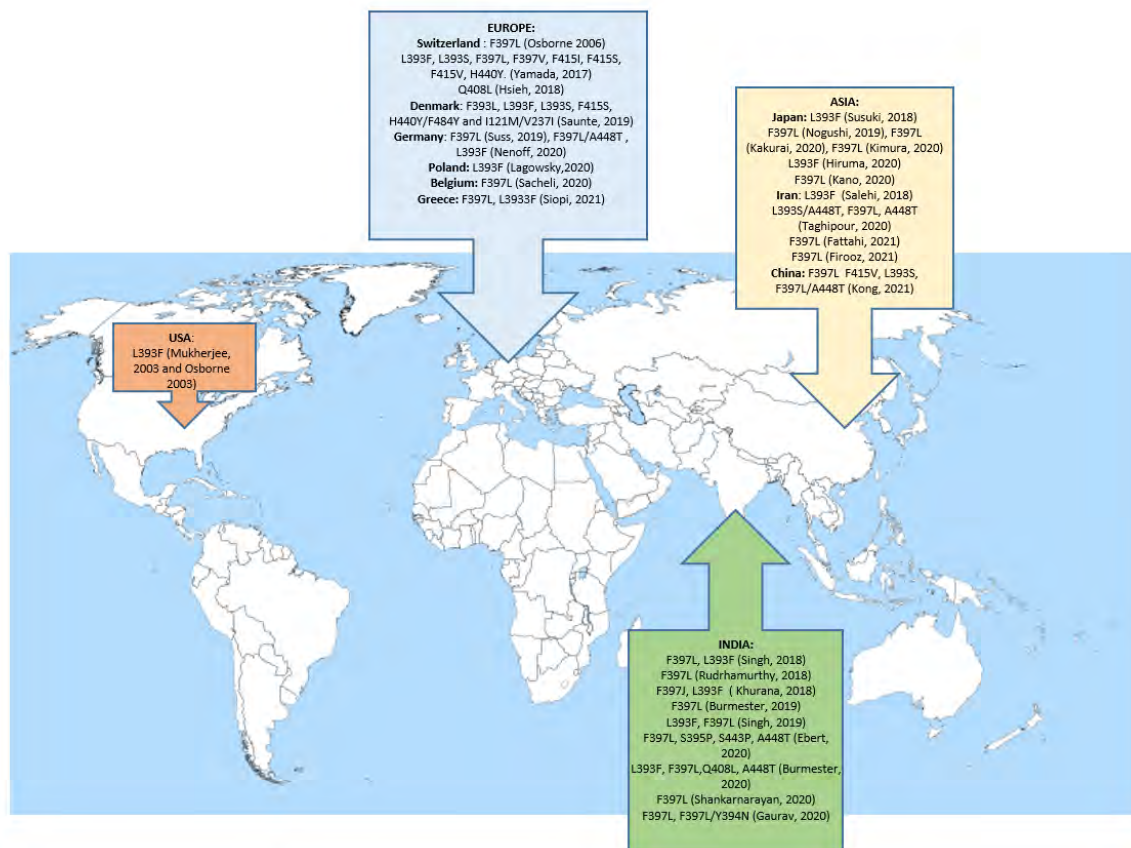 EUROPE:
Switzerland : F397L (Osborne 2006)
L393F, L393S, F397L, F397V, F415I, F415S,
F415V, H440Y. (Yamada, 2017)
Q408L (Hsieh, 2018)
Denmark: F393L, L393F, L393S, F415S,
H440Y/F484Y and I121M/V237I (Saunte, 2019)
Germany: F397L (Suss, 2019), F397L/A448T ,
L393F (Nenoff, 2020)
Poland: L393F (Lagowsky,2020)
Belgium: F397L (Sacheli, 2020)
Greece: F397L, L3933F (Siopi, 2021)
ASIA:
Japan: L393F (Susuki, 2018)
F397L (Nogushi, 2019), F397L
(Kakurai, 2020), F397L (Kimura, 2020)
L393F (Hiruma, 2020)
F397L (Kano, 2020)
Iran: L393F (Salehi, 2018)
L393S/A448T, F397L, A448T
(Taghipour, 2020)
F397L (Fattahi, 2021)
F397L (Firooz, 2021)
China: F397L F415V, L393S,
F397L/A448T (Kong, 2021)
USA:
L393F (Mukherjee,
2003 and Osborne
2003)
INDIA:
F397L, L393F (Singh, 2018)
F397L (Rudrhamurthy, 2018)
F397J, L393F ( Khurana, 2018)
F397L (Burmester, 2019)
L393F, F397L (Singh, 2019)
F397L, S395P, S443P, A448T (Ebert,
2020)
L393F, F397L,Q408L, A448T (Burmester,
2020)
F397L (Shankarnarayan, 2020)
F397L, F397L/Y394N (Gaurav, 2020)